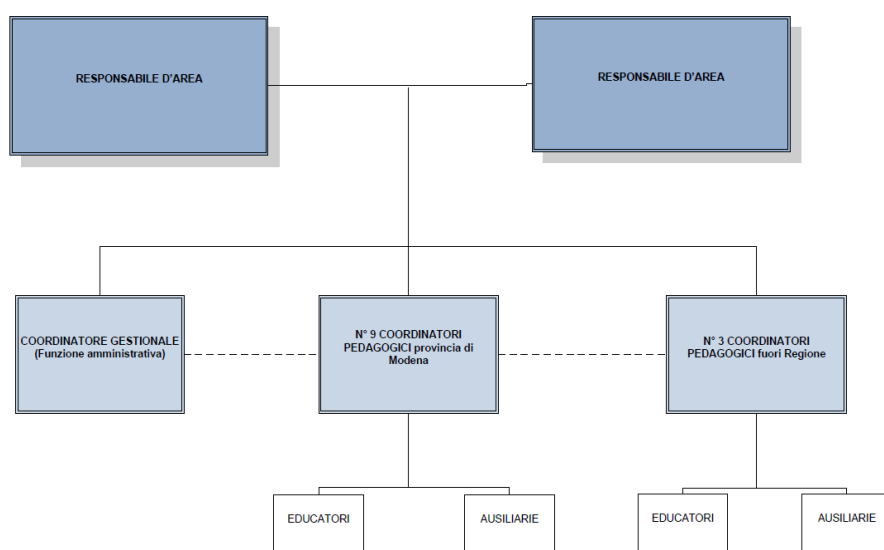 RESPONSABILE D'AREA
RESPONSABILE D'AREA
COORDINATORE GESTIONALE
(Funzione amministrativa)
N° 9 COORDINATORI
PEDAGOGICI provincia di
Modena
N° 3 COORDINATORI
PEDAGOGICI fuori Regione
EDUCATORI
AUSILIARIE
EDUCATORI
AUSILIARIE